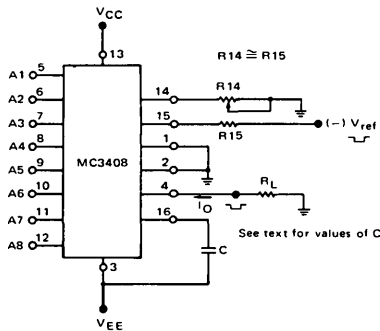 VCC
13
R14 ≅ R15
A1 5
A2 6
A3 7
A4 8
A5 9
A6 10
A7 11
A8 12
MC3408
14 R14
15 R15 (−) Vref
1
2
4 IO RL
16 C
See text for values of C
3
VEE